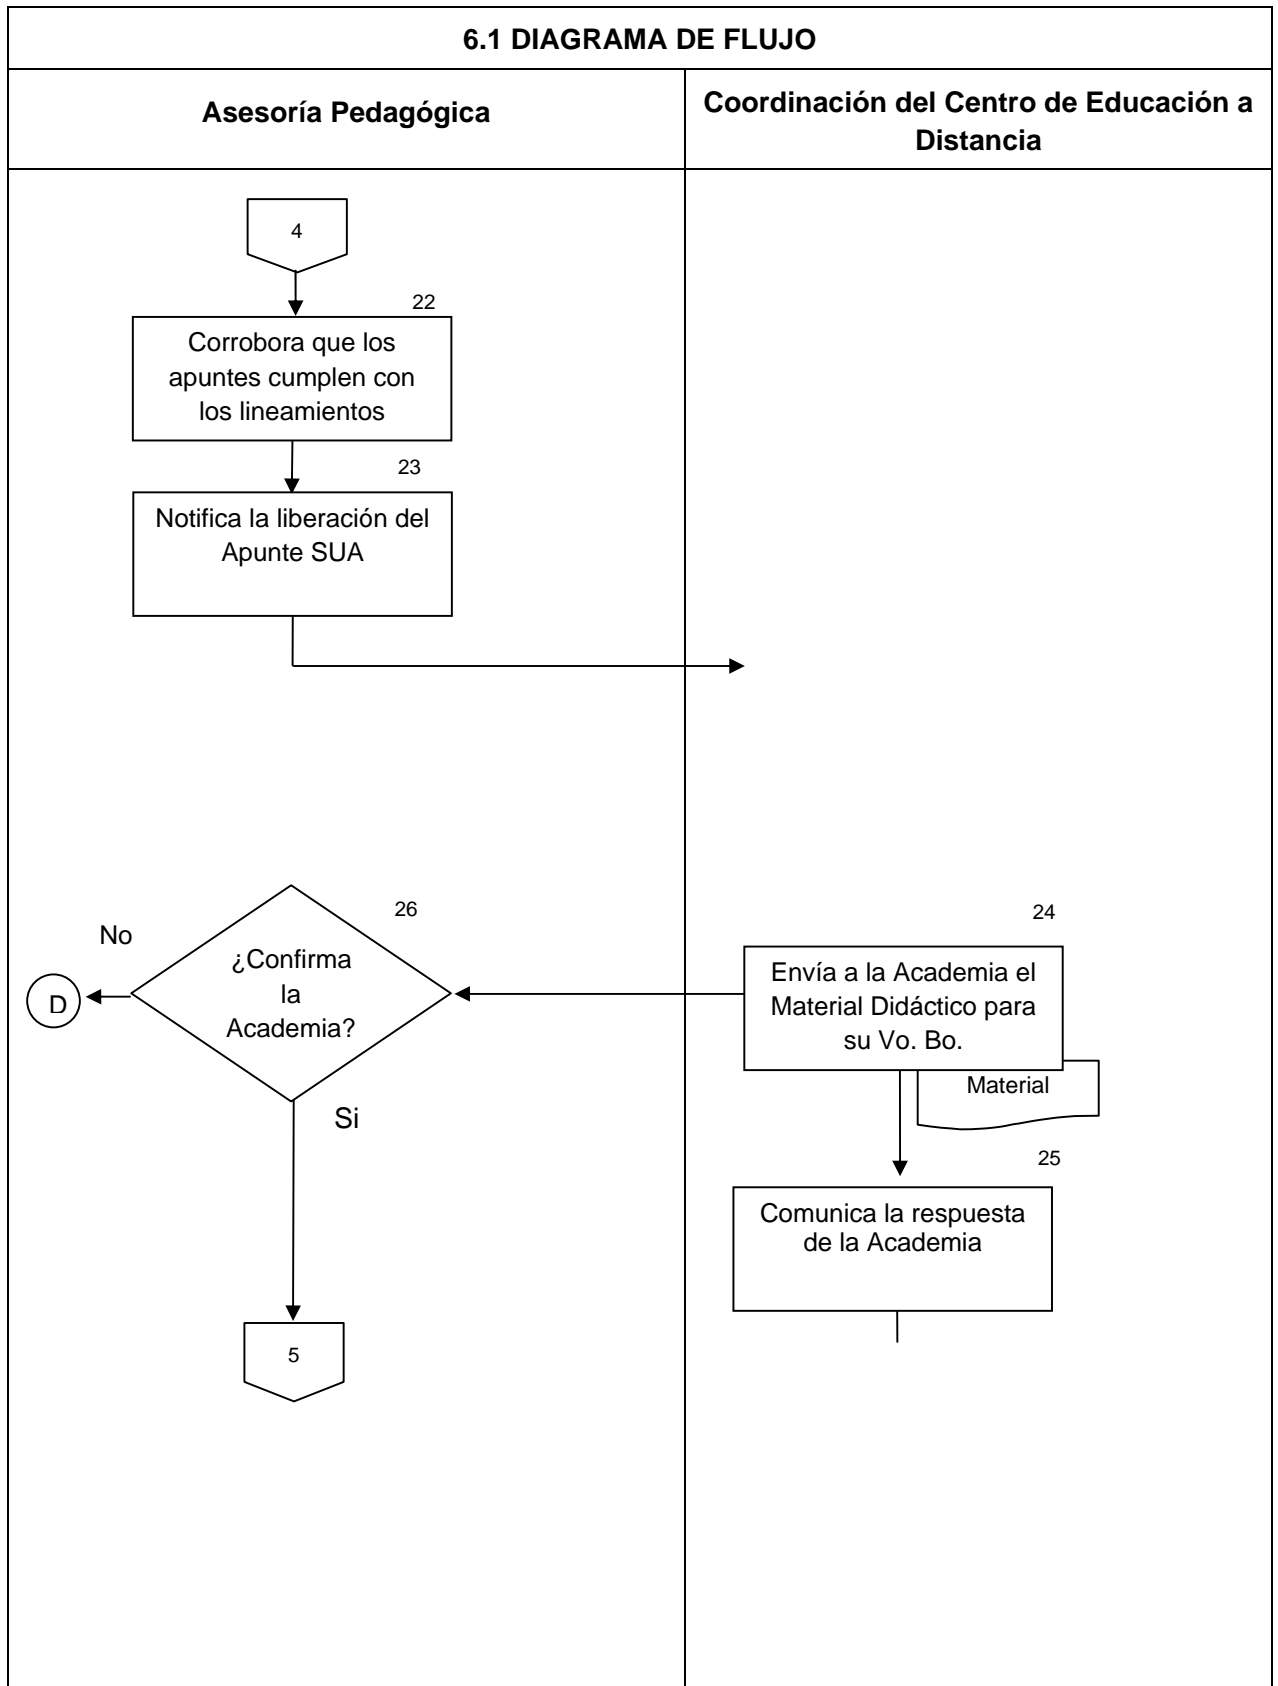 6.1 DIAGRAMA DE FLUJO
Asesoría Pedagógica
Coordinación del Centro de Educación a
Distancia
4
22
Corrobora que los
apuntes cumplen con
los lineamientos
23
Notifica la liberación del
Apunte SUA
24
Envía a la Academia el
Material Didáctico para
su Vo. Bo.
Material
25
Comunica la respuesta
de la Academia
26
¿Confirma
la
Academia?
No
D
Si
5